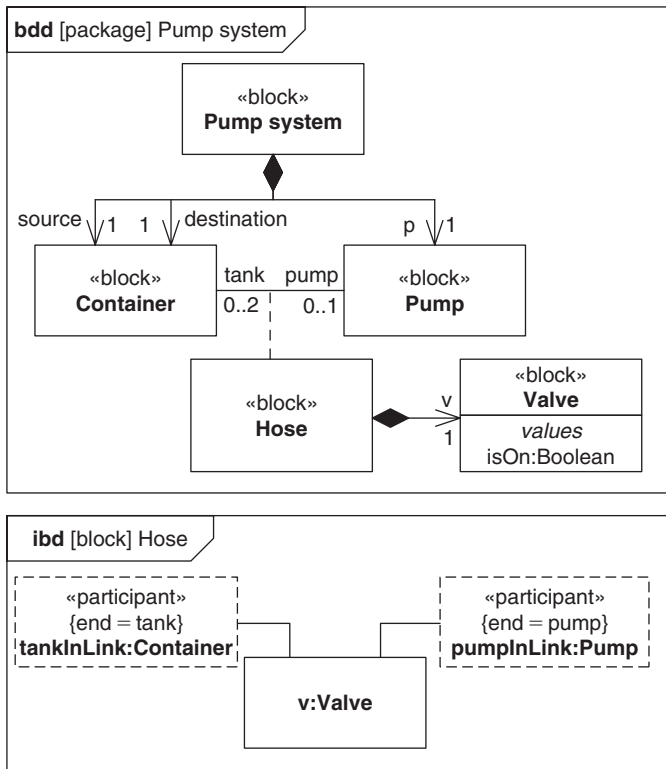 bdd [package] Pump system
«block»
Pump system
source 1 1 destination p 1
«block»
Container
tank pump
0..2 0..1
«block»
Pump
«block»
Hose
v
1
«block»
Valve
values
isOn:Boolean
ibd [block] Hose
«participant»
{end = tank}
tankInLink:Container
«participant»
{end = pump}
pumpInLink:Pump
v:Valve